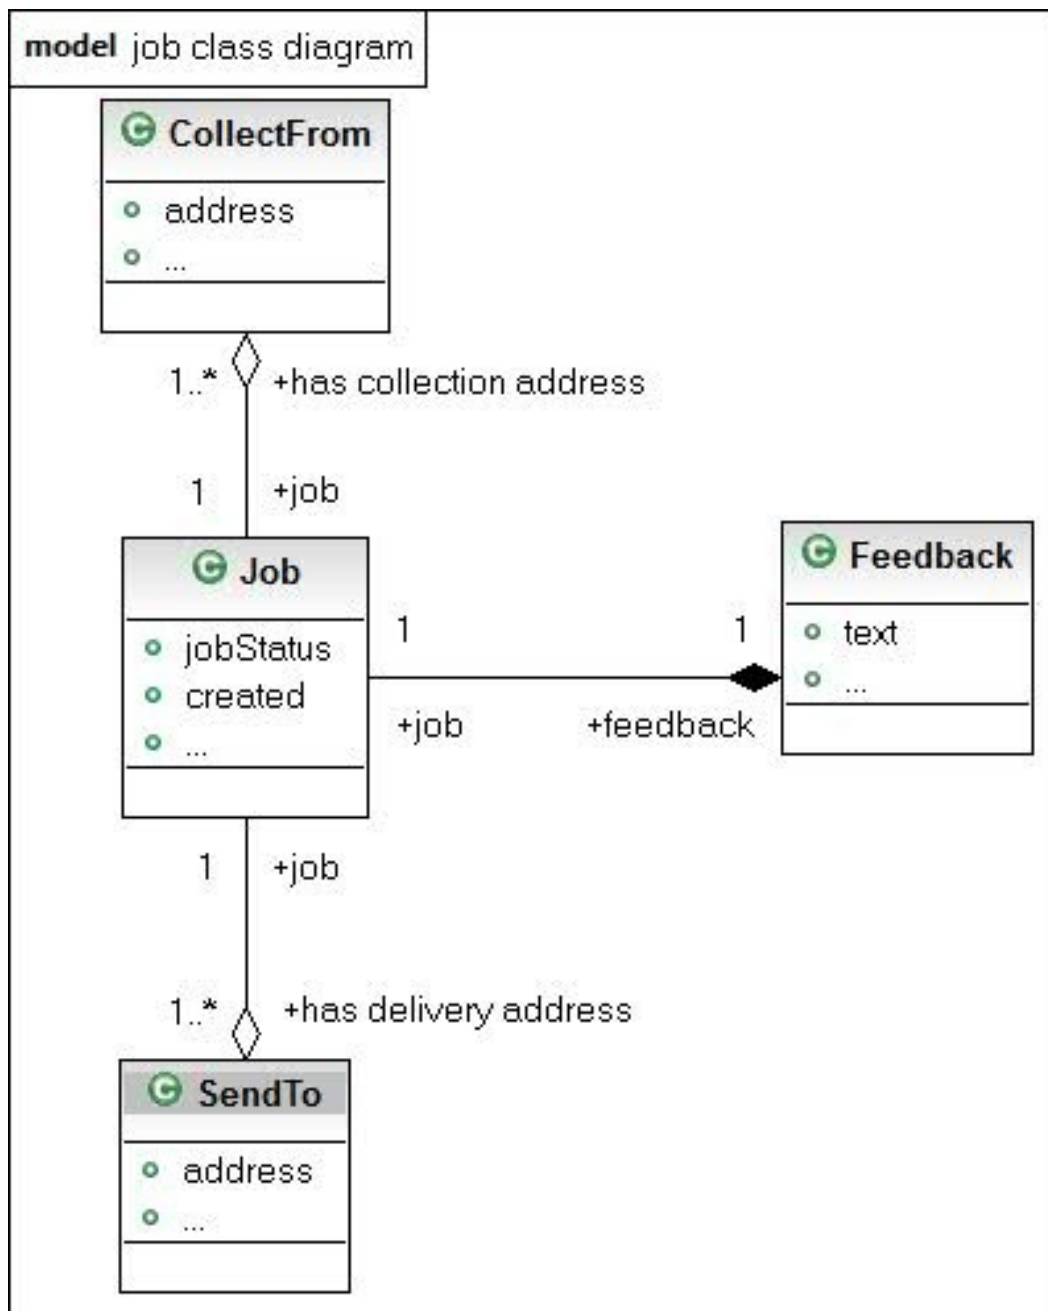 model job class diagram
C CollectFrom
address
...
1..* +has collection address
1 +job
C Job
jobStatus
created
...
C Feedback
text
...
1 1
+job +feedback
1 +job
1..* +has delivery address
C SendTo
address
...